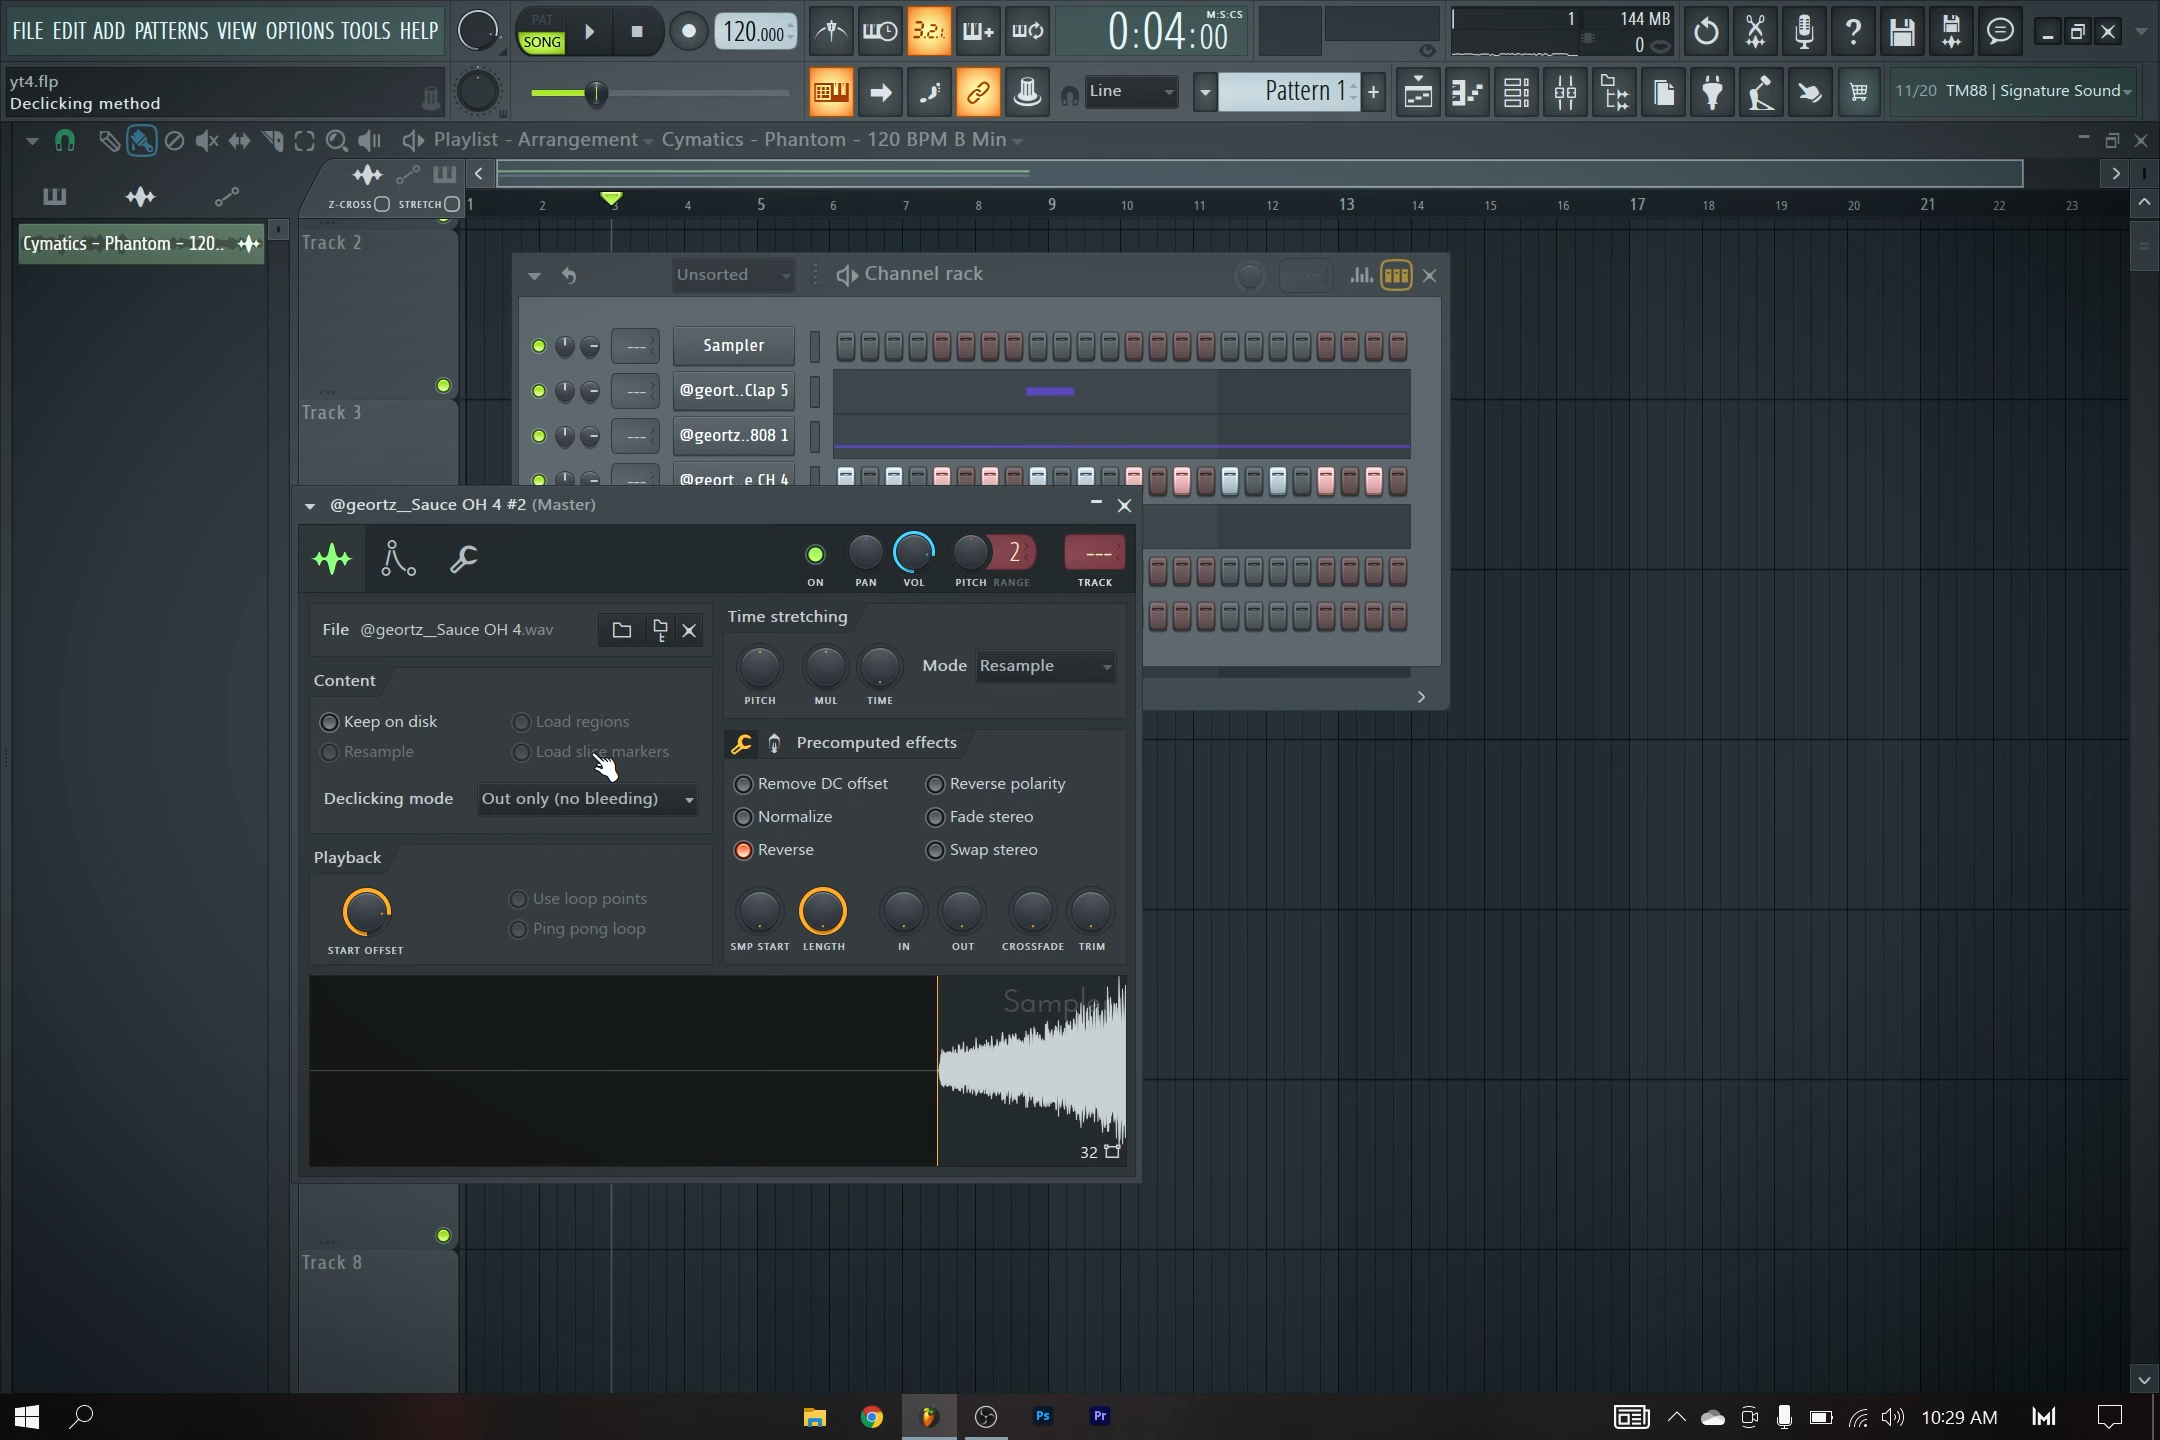 FILE EDIT ADD PATTERNS VIEW OPTIONS TOOLS HELP
PAT
SONG
120.000
3.2.
0:04:00
M:S:CS
1
144 MB
0
yt4.flp
Declicking method
Line
Pattern 1
11/20 TM88 | Signature Sound
Playlist - Arrangement
Cymatics - Phantom - 120 BPM B Min
Z-CROSS
STRETCH
1 2 3 4 5 6 7 8 9 10 11 12 13 14 15 16 17 18 19 20 21 22 23
Cymatics - Phantom - 120..
Track 2
Track 3
Unsorted
Channel rack
---
Sampler
---
@geort..Clap 5
---
@geortz..808 1
---
@geort..e CH 4
@geortz__Sauce OH 4 #2 (Master)
2
---
ON
PAN
VOL
PITCH
RANGE
TRACK
File @geortz__Sauce OH 4.wav
Time stretching
Mode
Resample
PITCH
MUL
TIME
Content
Keep on disk
Load regions
Resample
Load slice markers
Declicking mode
Out only (no bleeding)
Precomputed effects
Remove DC offset
Reverse polarity
Normalize
Fade stereo
Reverse
Swap stereo
Playback
Use loop points
Ping pong loop
START OFFSET
SMP START
LENGTH
IN
OUT
CROSSFADE
TRIM
Sampler
32
Track 8
Ps
Pr
10:29 AM